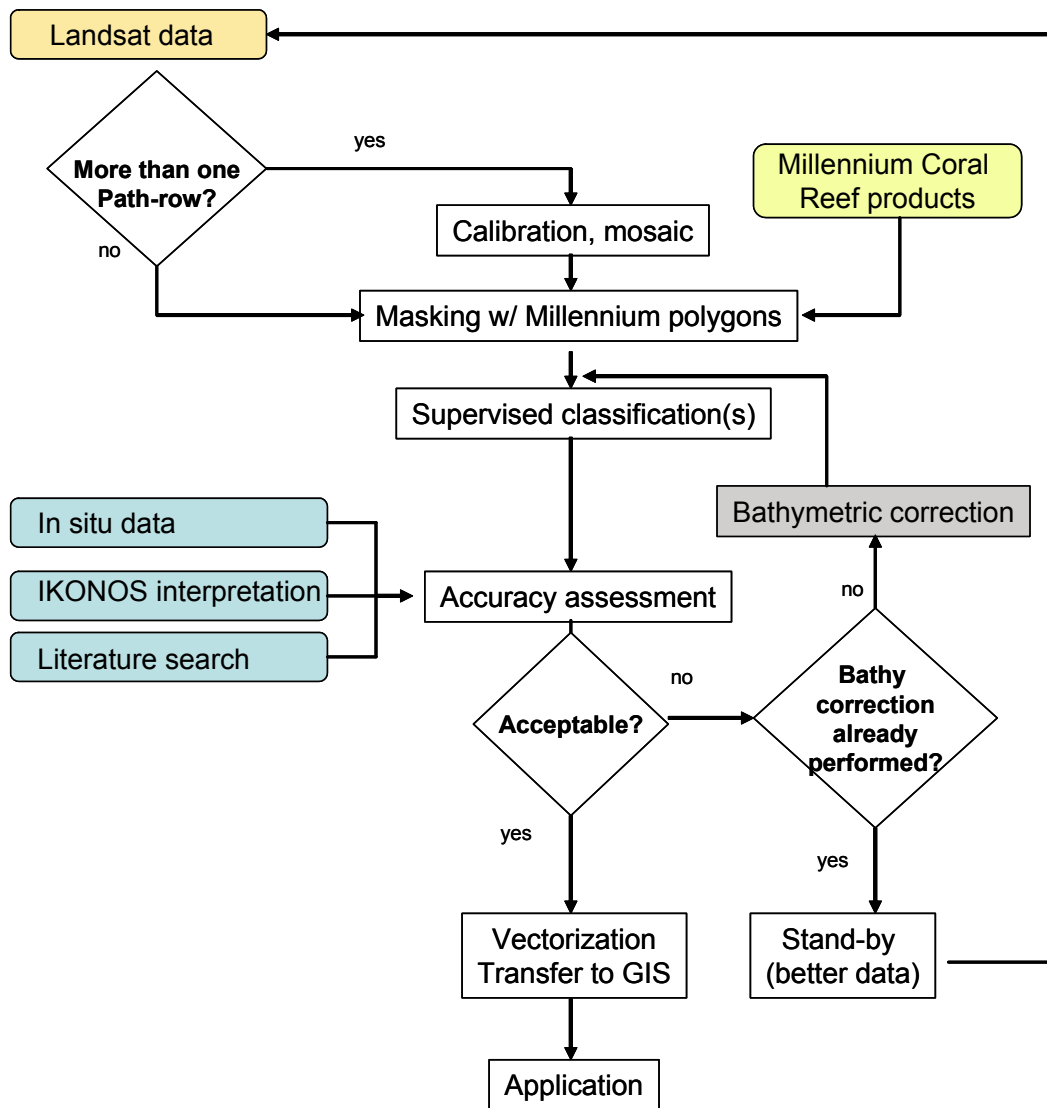 Landsat data
More than one
Path-row?
yes
no
Millennium Coral
Reef products
Calibration, mosaic
Masking w/ Millennium polygons
Supervised classification(s)
In situ data
IKONOS interpretation
Literature search
Bathymetric correction
Accuracy assessment
no
Acceptable?
no
Bathy
correction
already
performed?
yes
yes
Vectorization
Transfer to GIS
Stand-by
(better data)
Application